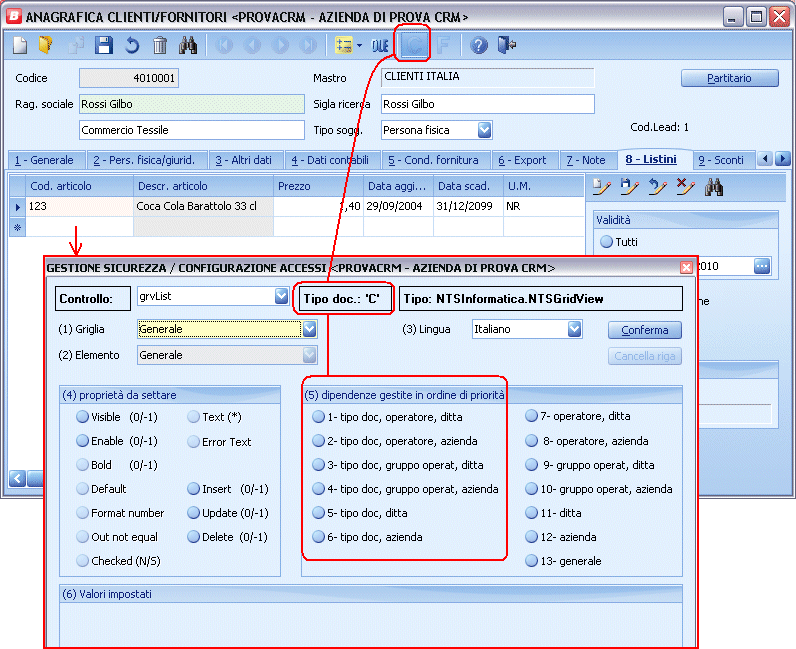 ANAGRAFICA CLIENTI/FORNITORI <PROVACRM - AZIENDA DI PROVA CRM>
OLE C F
Codice 4010001 Mastro CLIENTI ITALIA Partitario
Rag. sociale Rossi Gilbo Sigla ricerca Rossi Gilbo
Commercio Tessile Tipo sogg. Persona fisica Cod.Lead: 1
1 - Generale 2 - Pers. fisica/giurid. 3 - Altri dati 4 - Dati contabili 5 - Cond. fornitura 6 - Export 7 - Note 8 - Listini 9 - Sconti
Cod. articolo Descr. articolo Prezzo Data aggi... Data scad. U.M.
123 Coca Cola Barattolo 33 cl ,40 29/09/2004 31/12/2099 NR
Validità
Tutti
2010
ne
GESTIONE SICUREZZA / CONFIGURAZIONE ACCESSI <PROVACRM - AZIENDA DI PROVA CRM>
Controllo: grvList Tipo doc.: 'C' Tipo: NTSInformatica.NTSGridView
(1) Griglia Generale (3) Lingua Italiano Conferma
(2) Elemento Generale Cancella riga
(4) proprietà da settare (5) dipendenze gestite in ordine di priorità
Visible (0/-1) Text (*) 1- tipo doc, operatore, ditta 7- operatore, ditta
Enable (0/-1) Error Text 2- tipo doc, operatore, azienda 8- operatore, azienda
Bold (0/-1) 3- tipo doc, gruppo operat, ditta 9- gruppo operat, ditta
Default Insert (0/-1) 4- tipo doc, gruppo operat, azienda 10- gruppo operat, azienda
Format number Update (0/-1) 5- tipo doc, ditta 11- ditta
Out not equal Delete (0/-1) 6- tipo doc, azienda 12- azienda
Checked (N/S) 13- generale
(6) Valori impostati